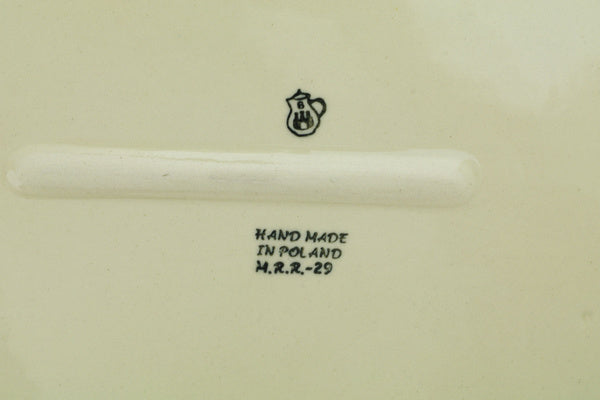 B
HAND MADE
IN POLAND
M.R.R.-29